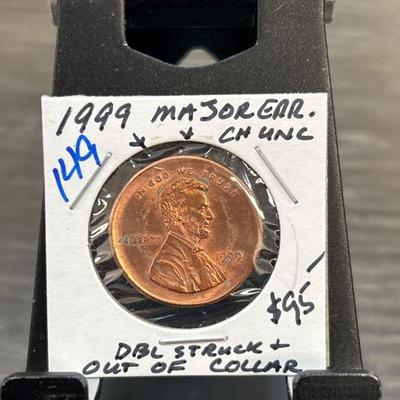 1999 MAJOR ERR.
CH UNC
149
IN GOD WE TRUST
LIBERTY
1999
$95
DBL STRUCK +
OUT OF COLLAR